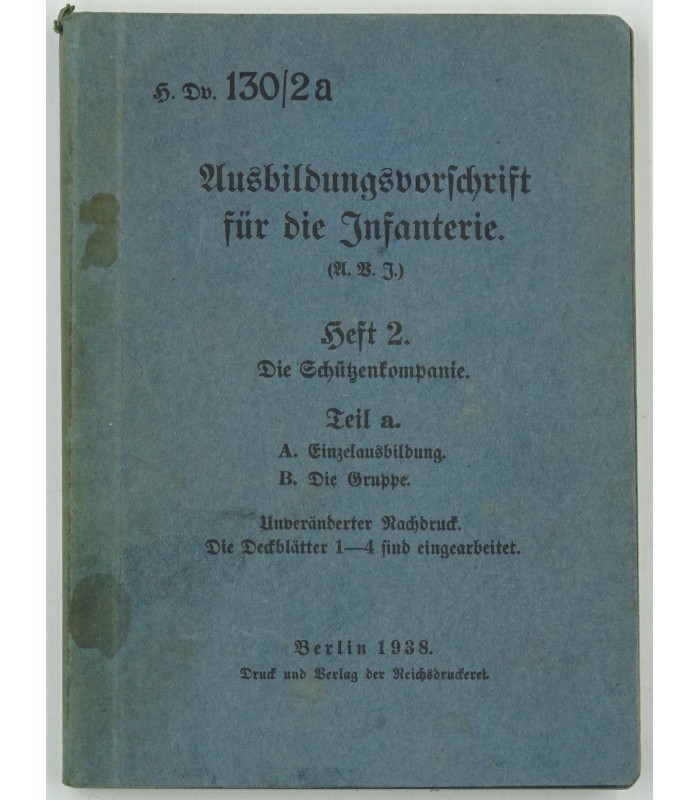 H. Dv. 130/2a
Ausbildungsvorschrift
für die Infanterie.
(A. V. I.)
Heft 2.
Die Schützenkompanie.
Teil a.
A. Einzelausbildung.
B. Die Gruppe.
Unveränderter Nachdruck.
Die Deckblätter 1—4 sind eingearbeitet.
Berlin 1938.
Druck und Verlag der Reichsdruckerei.